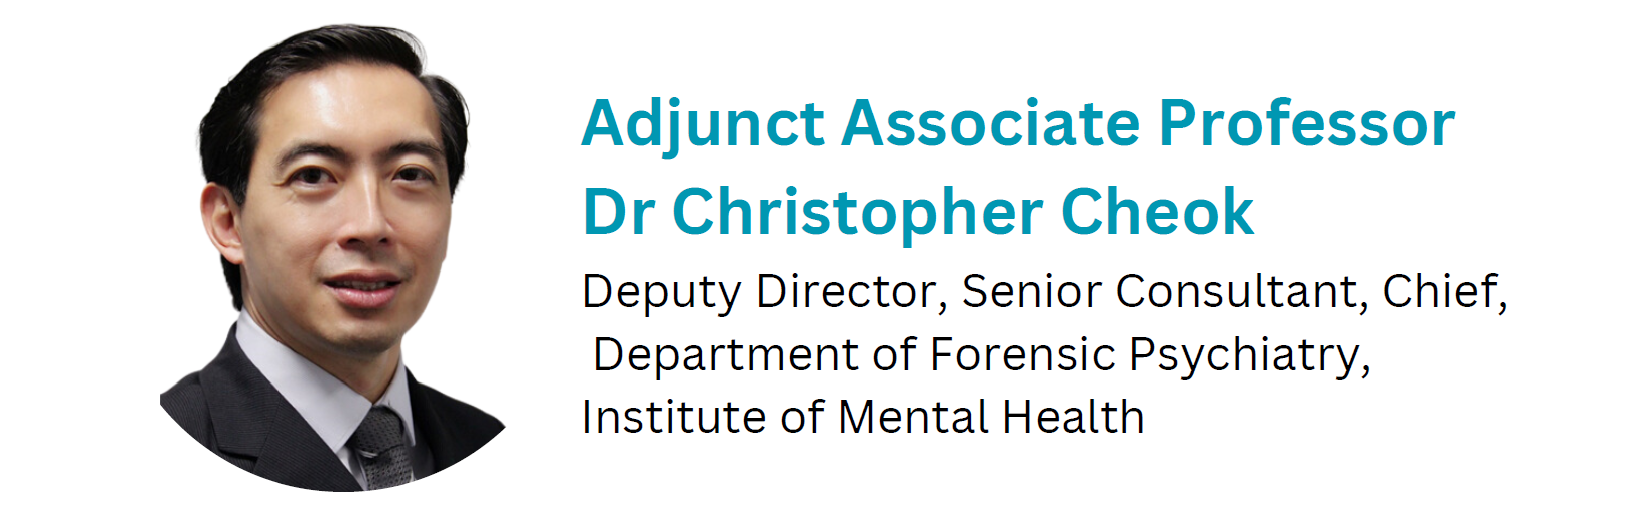 Adjunct Associate Professor
Dr Christopher Cheok
Deputy Director, Senior Consultant, Chief,
Department of Forensic Psychiatry,
Institute of Mental Health